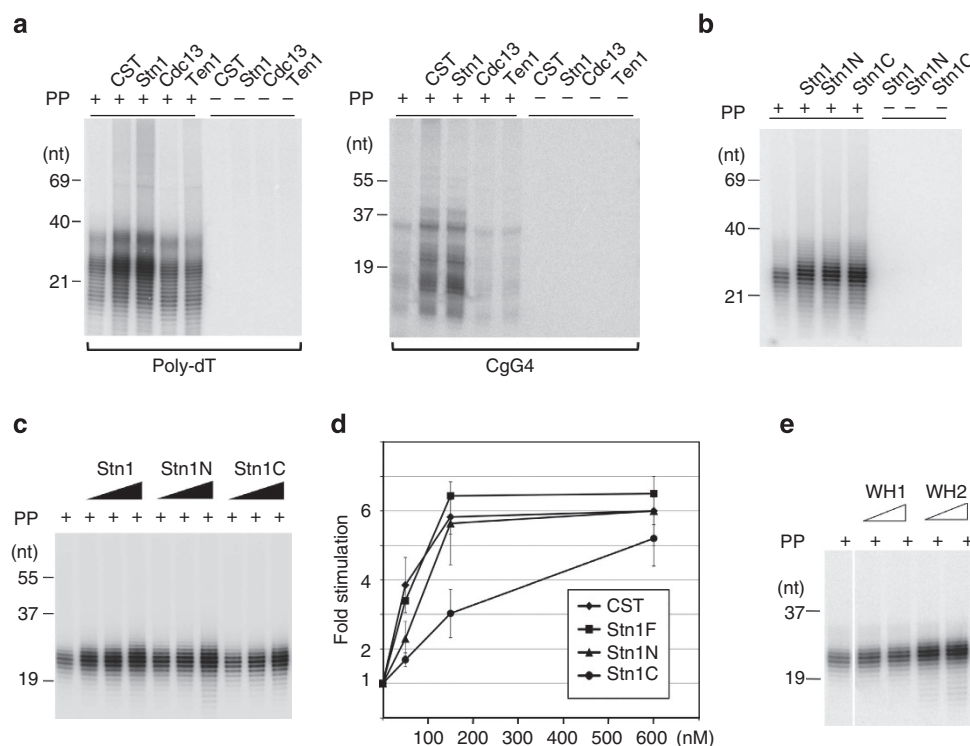 a
CST Stn1 Cdc13 Ten1 CST Stn1 Cdc13 Ten1
PP + + + + + − − − −
(nt)
69
40
21
Poly-dT
CST Stn1 Cdc13 Ten1 CST Stn1 Cdc13 Ten1
PP + + + + + − − − −
(nt)
55
37
19
CgG4
b
Stn1 Stn1N Stn1C Stn1 Stn1N Stn1C
PP + + + + − − −
(nt)
69
40
21
c
Stn1 Stn1N Stn1C
PP + + + + + + + + + +
(nt)
55
37
19
d
Fold stimulation
6
4
2
1
100 200 300 400 500 600 (nM)
CST
Stn1F
Stn1N
Stn1C
e
WH1 WH2
PP + + + + +
(nt)
37
19